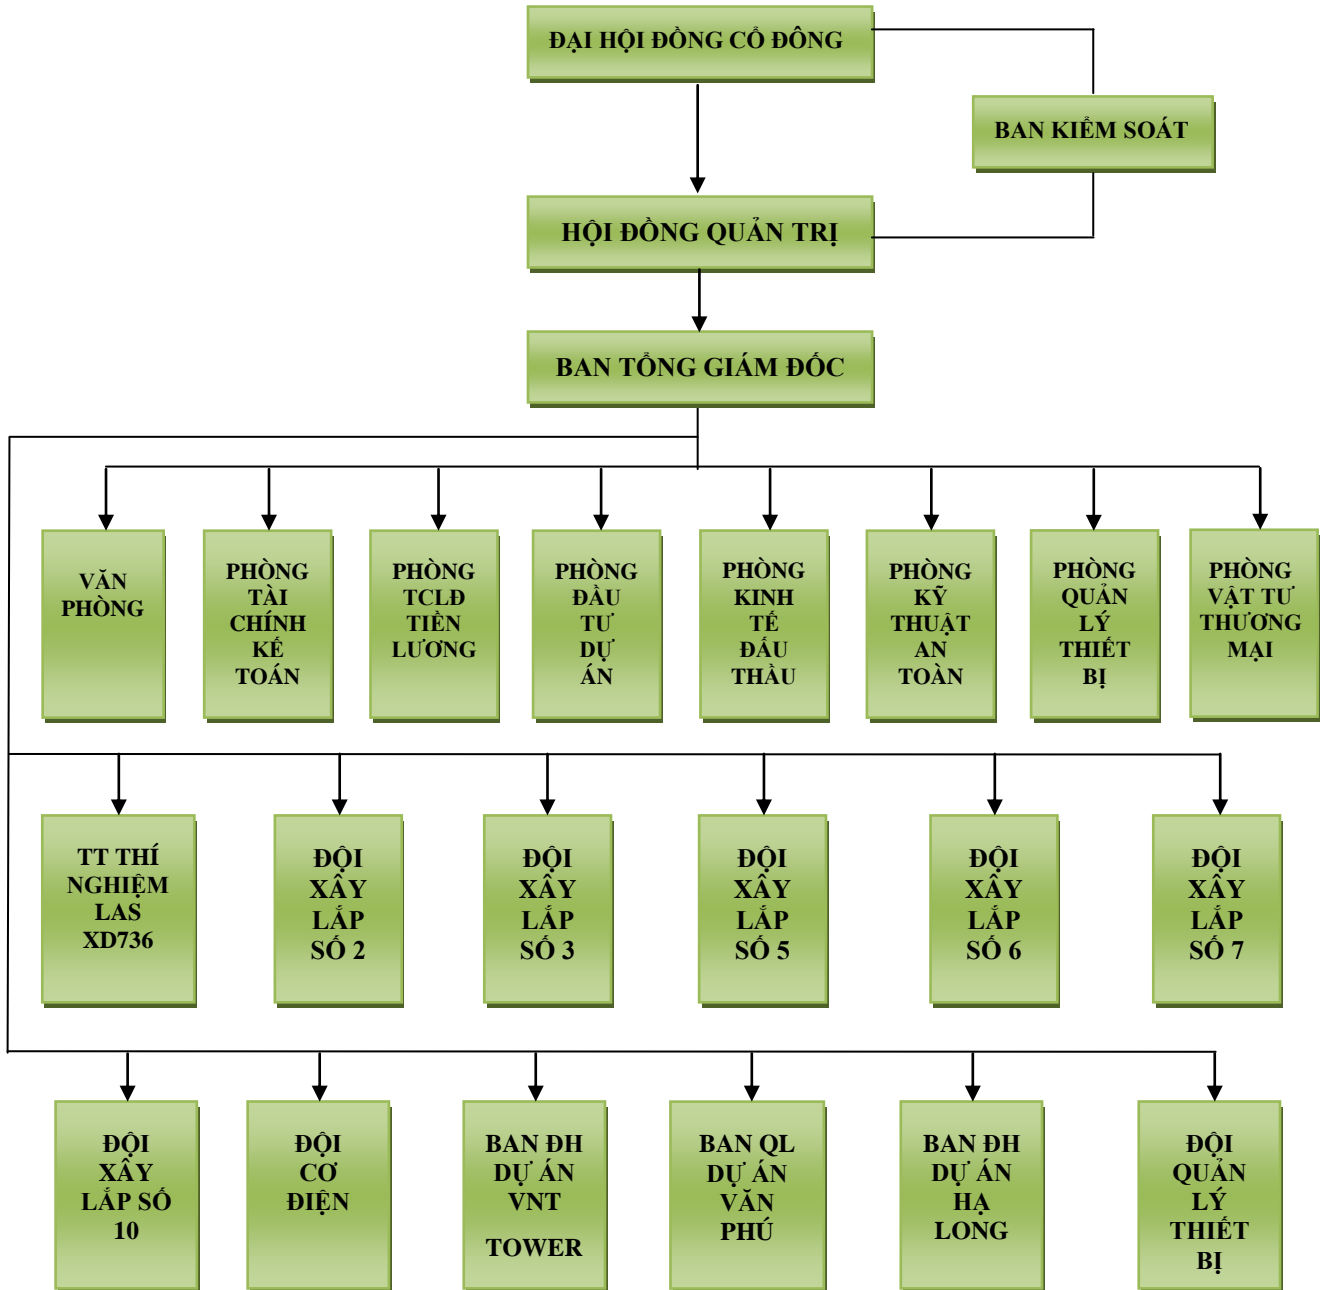 ĐẠI HỘI ĐỒNG CỔ ĐÔNG
BAN KIỂM SOÁT
HỘI ĐỒNG QUẢN TRỊ
BAN TỔNG GIÁM ĐỐC
VĂN
PHÒNG
PHÒNG
TÀI
CHÍNH
KẾ
TOÁN
PHÒNG
TCLĐ
TIỀN
LƯƠNG
PHÒNG
ĐẦU
TƯ
DỰ
ÁN
PHÒNG
KINH
TẾ
ĐẤU
THẦU
PHÒNG
KỸ
THUẬT
AN
TOÀN
PHÒNG
QUẢN
LÝ
THIẾT
BỊ
PHÒNG
VẬT TƯ
THƯƠNG
MẠI
TT THÍ
NGHIỆM
LAS
XD736
ĐỘI
XÂY
LẮP
SỐ 2
ĐỘI
XÂY
LẮP
SỐ 3
ĐỘI
XÂY
LẮP
SỐ 5
ĐỘI
XÂY
LẮP
SỐ 6
ĐỘI
XÂY
LẮP
SỐ 7
ĐỘI
XÂY
LẮP SỐ
10
ĐỘI
CƠ
ĐIỆN
BAN ĐH
DỰ ÁN
VNT
TOWER
BAN QL
DỰ ÁN
VĂN
PHÚ
BAN ĐH
DỰ ÁN
HẠ
LONG
ĐỘI
QUẢN
LÝ
THIẾT
BỊ